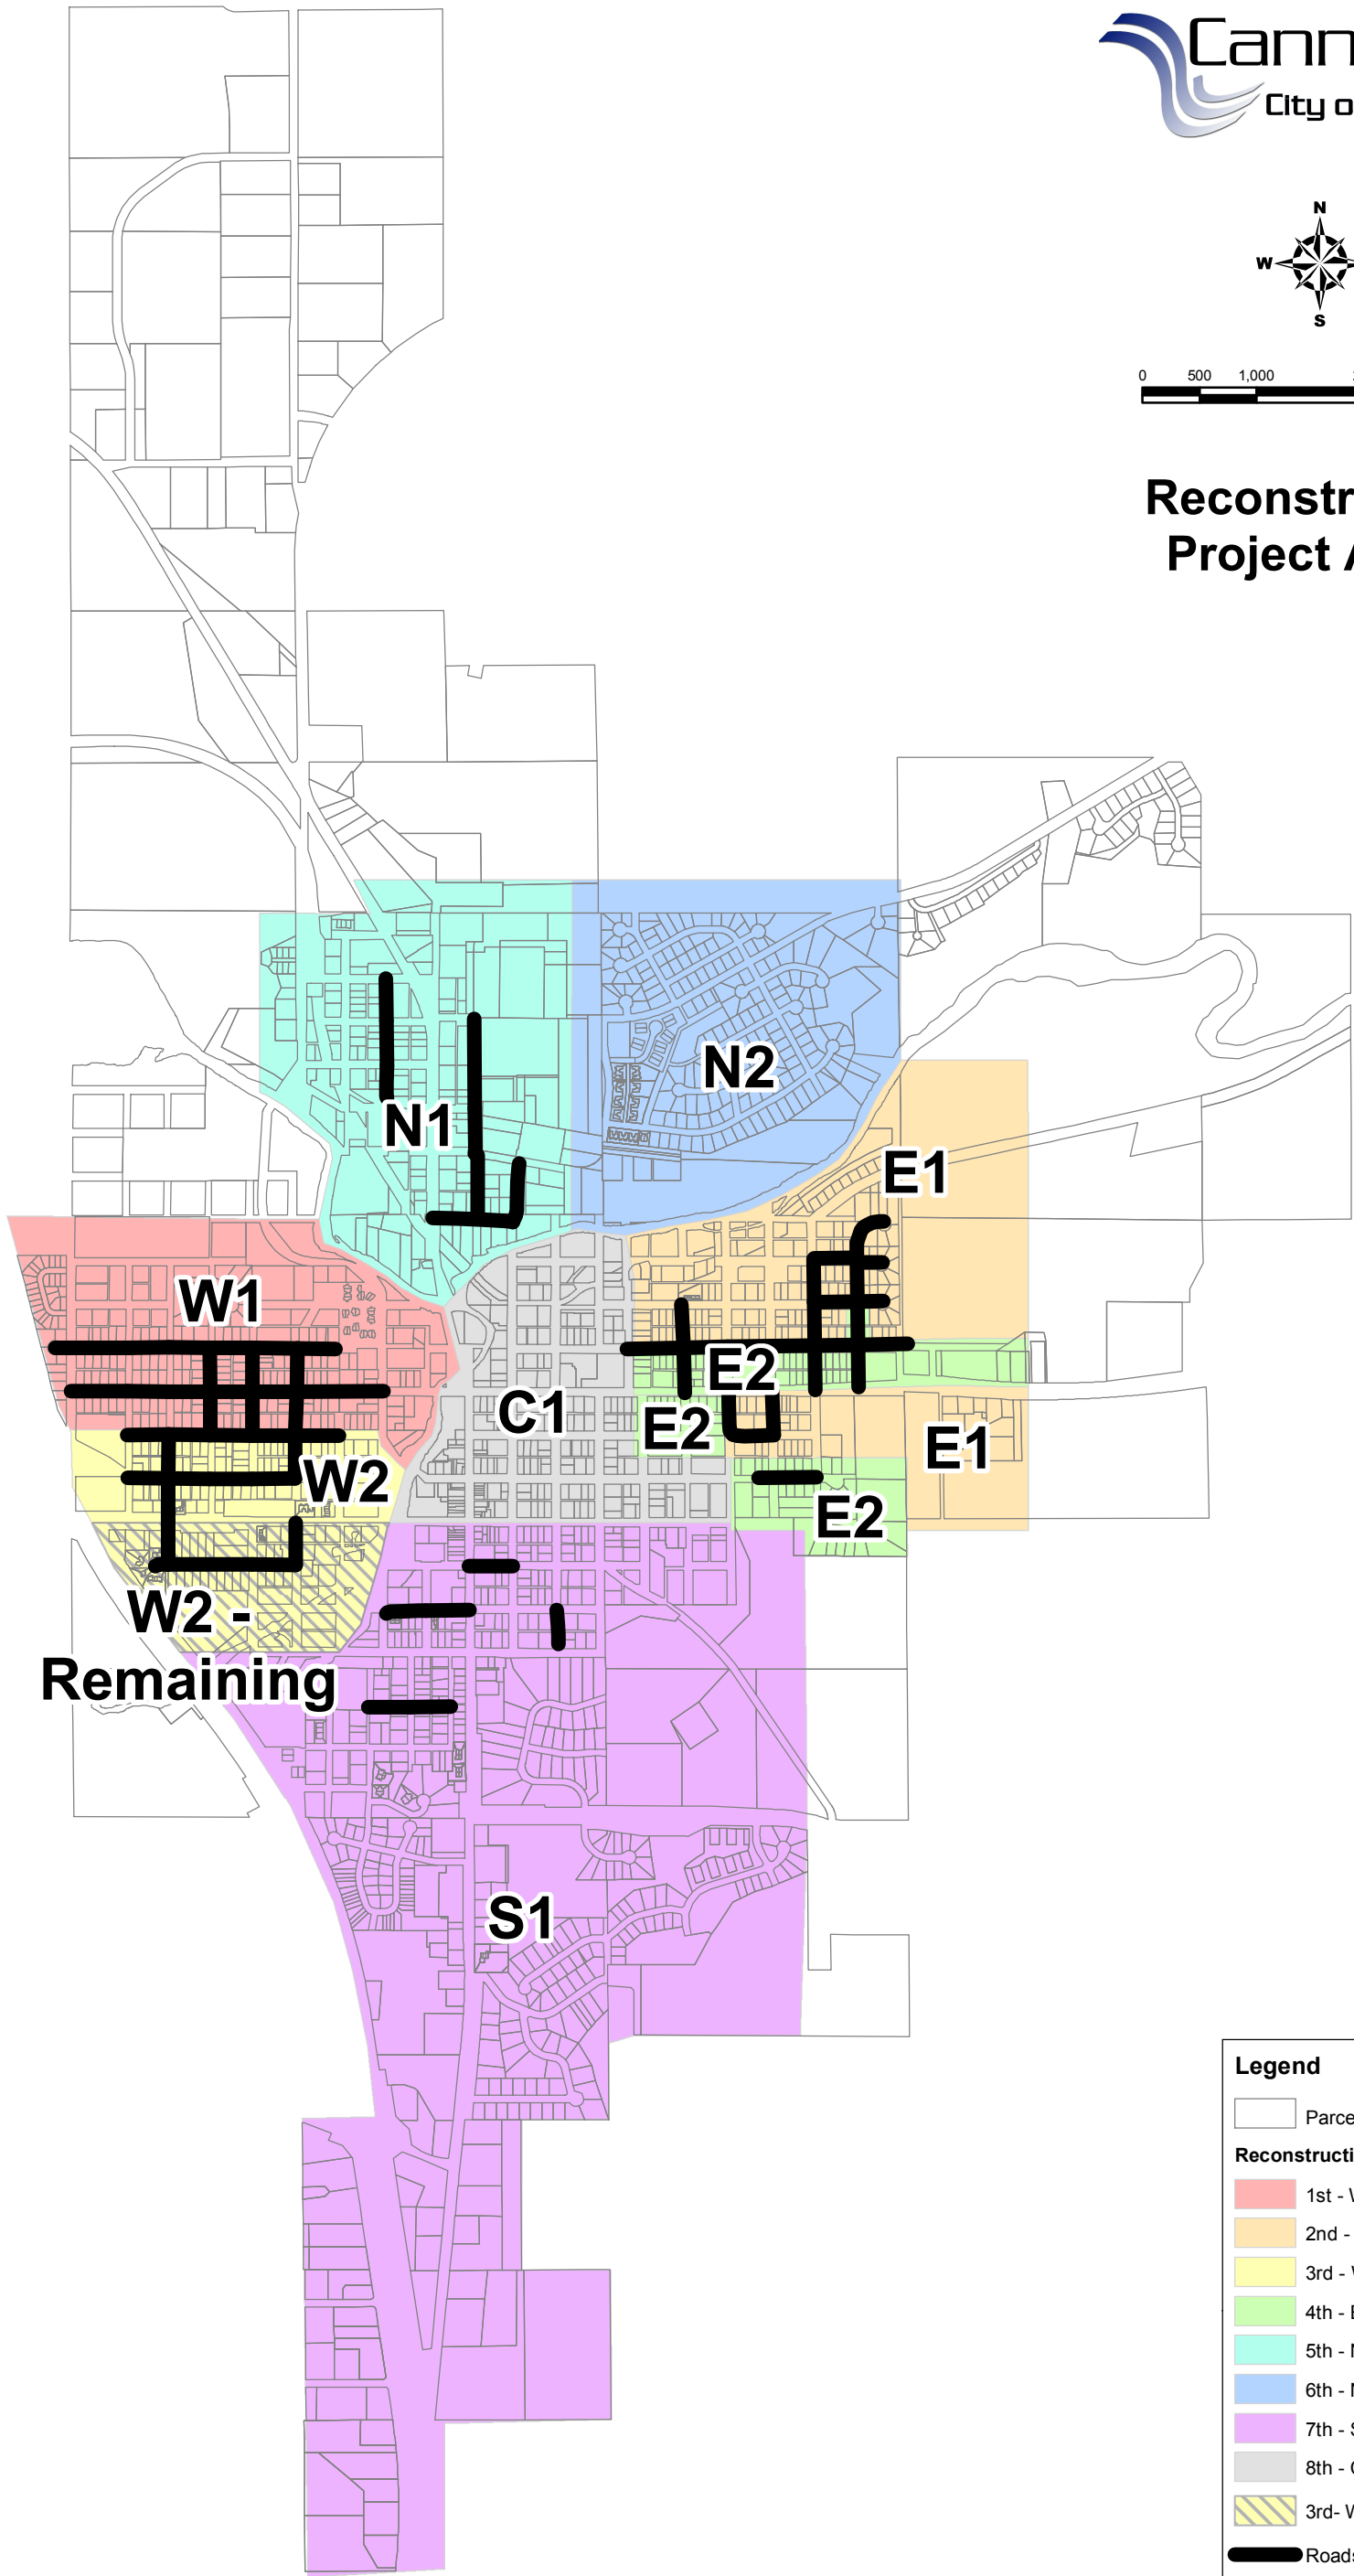 Cann
City o
N
W
S
0 500 1,000
Reconstr
Project A
N2
N1
E1
W1
E2
C1
E2
E1
W2
E2
W2 -
Remaining
S1
Legend
Parce
Reconstructi
1st - W
2nd -
3rd - W
4th - E
5th - N
6th - N
7th - S
8th - C
3rd- W
Roads